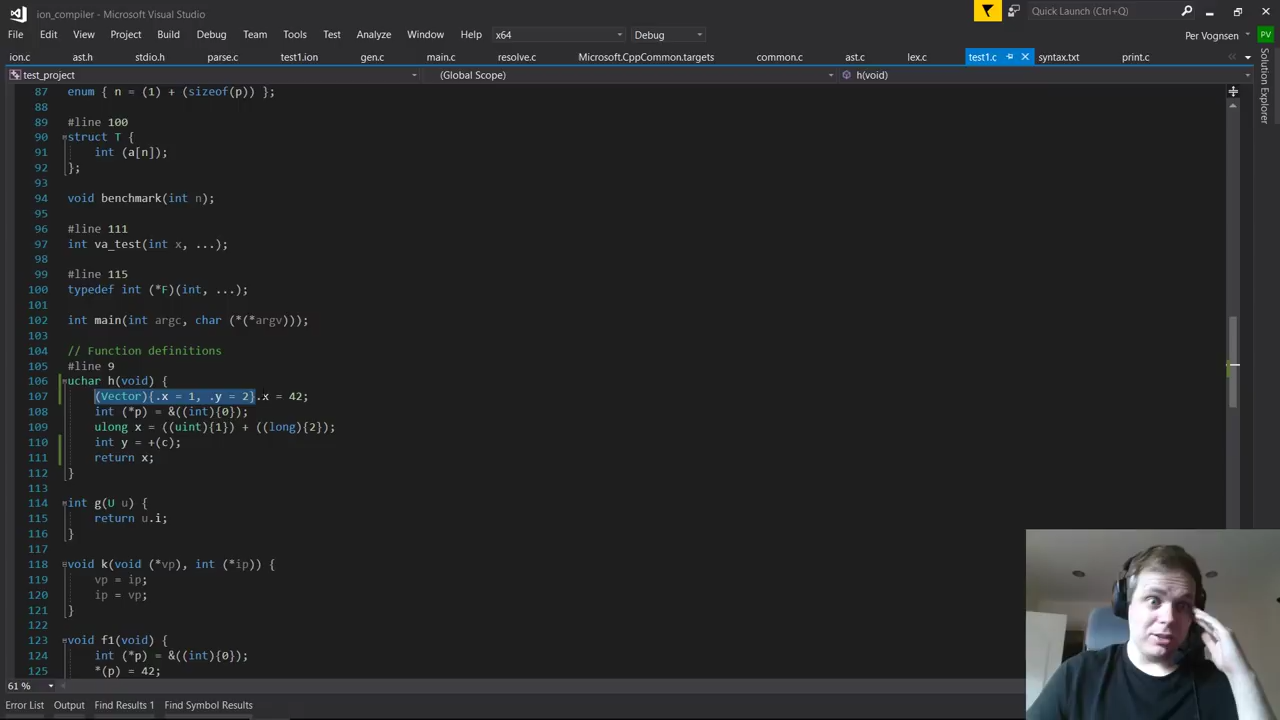 ion_compiler - Microsoft Visual Studio
Quick Launch (Ctrl+Q)
File Edit View Project Build Debug Team Tools Test Analyze Window Help x64 Debug
Per Vognsen PV
ion.c ast.h stdio.h parse.c test1.ion gen.c main.c resolve.c Microsoft.CppCommon.targets common.c ast.c lex.c test1.c syntax.txt print.c
test_project (Global Scope) h(void)
Solution Explorer
87 enum { n = (1) + (sizeof(p)) };
88
89 #line 100
90 struct T {
91 int (a[n]);
92 };
93
94 void benchmark(int n);
95
96 #line 111
97 int va_test(int x, ...);
98
99 #line 115
100 typedef int (*F)(int, ...);
101
102 int main(int argc, char (*(*argv)));
103
104 // Function definitions
105 #line 9
106 uchar h(void) {
107 (Vector){.x = 1, .y = 2}.x = 42;
108 int (*p) = &((int){0});
109 ulong x = ((uint){1}) + ((long){2});
110 int y = +(c);
111 return x;
112 }
113
114 int g(U u) {
115 return u.i;
116 }
117
118 void k(void (*vp), int (*ip)) {
119 vp = ip;
120 ip = vp;
121 }
122
123 void f1(void) {
124 int (*p) = &((int){0});
125 *(p) = 42;
61 %
Error List Output Find Results 1 Find Symbol Results